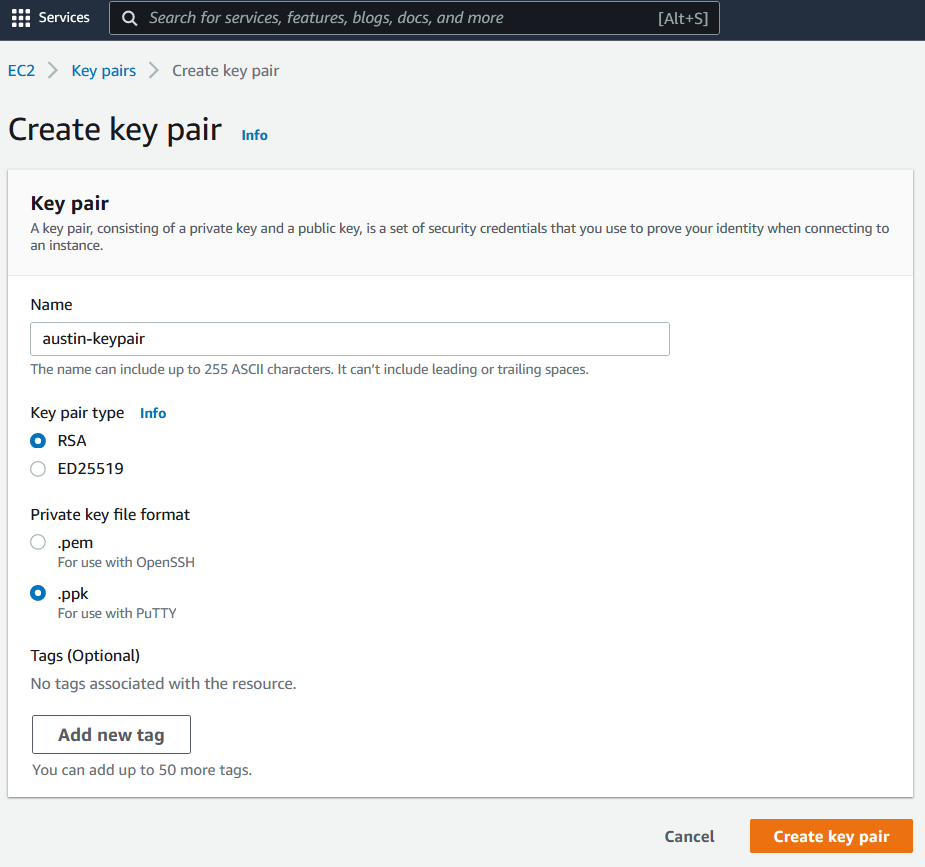 Services
Search for services, features, blogs, docs, and more [Alt+S]
EC2 > Key pairs > Create key pair
Create key pair Info
Key pair
A key pair, consisting of a private key and a public key, is a set of security credentials that you use to prove your identity when connecting to
an instance.
Name
austin-keypair
The name can include up to 255 ASCII characters. It can't include leading or trailing spaces.
Key pair type Info
RSA
ED25519
Private key file format
.pem
For use with OpenSSH
.ppk
For use with PuTTY
Tags (Optional)
No tags associated with the resource.
Add new tag
You can add up to 50 more tags.
Cancel Create key pair